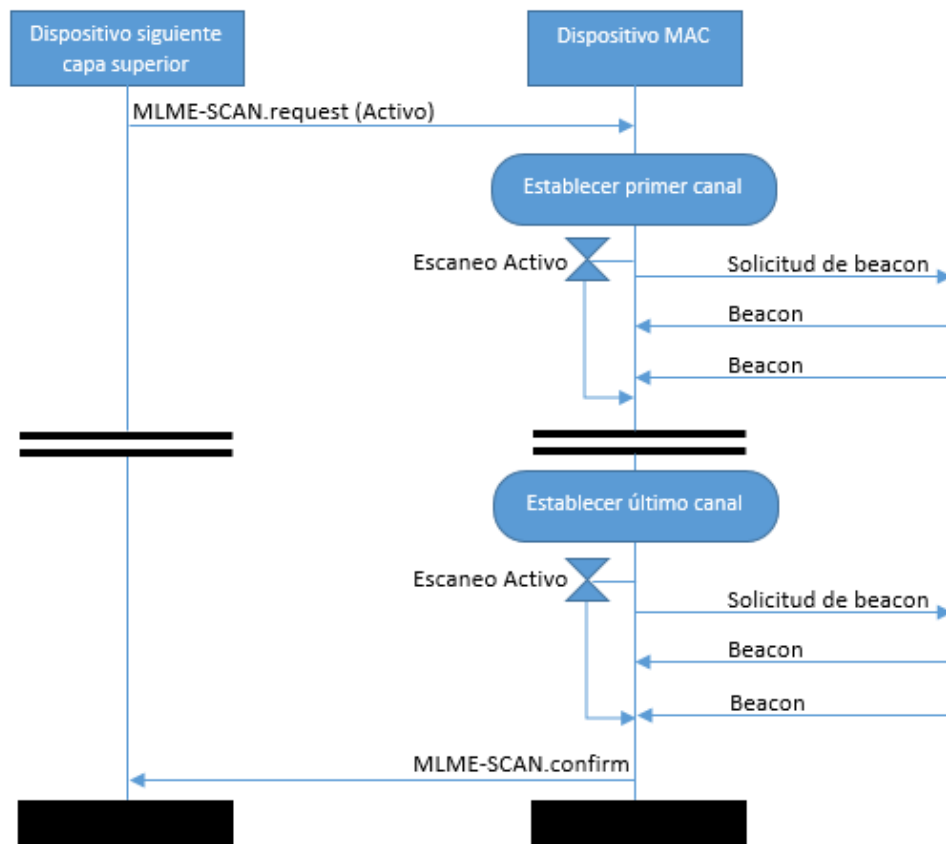 Dispositivo siguiente
capa superior
Dispositivo MAC
MLME-SCAN.request (Activo)
Establecer primer canal
Escaneo Activo
Solicitud de beacon
Beacon
Beacon
Establecer último canal
Escaneo Activo
Solicitud de beacon
Beacon
Beacon
MLME-SCAN.confirm